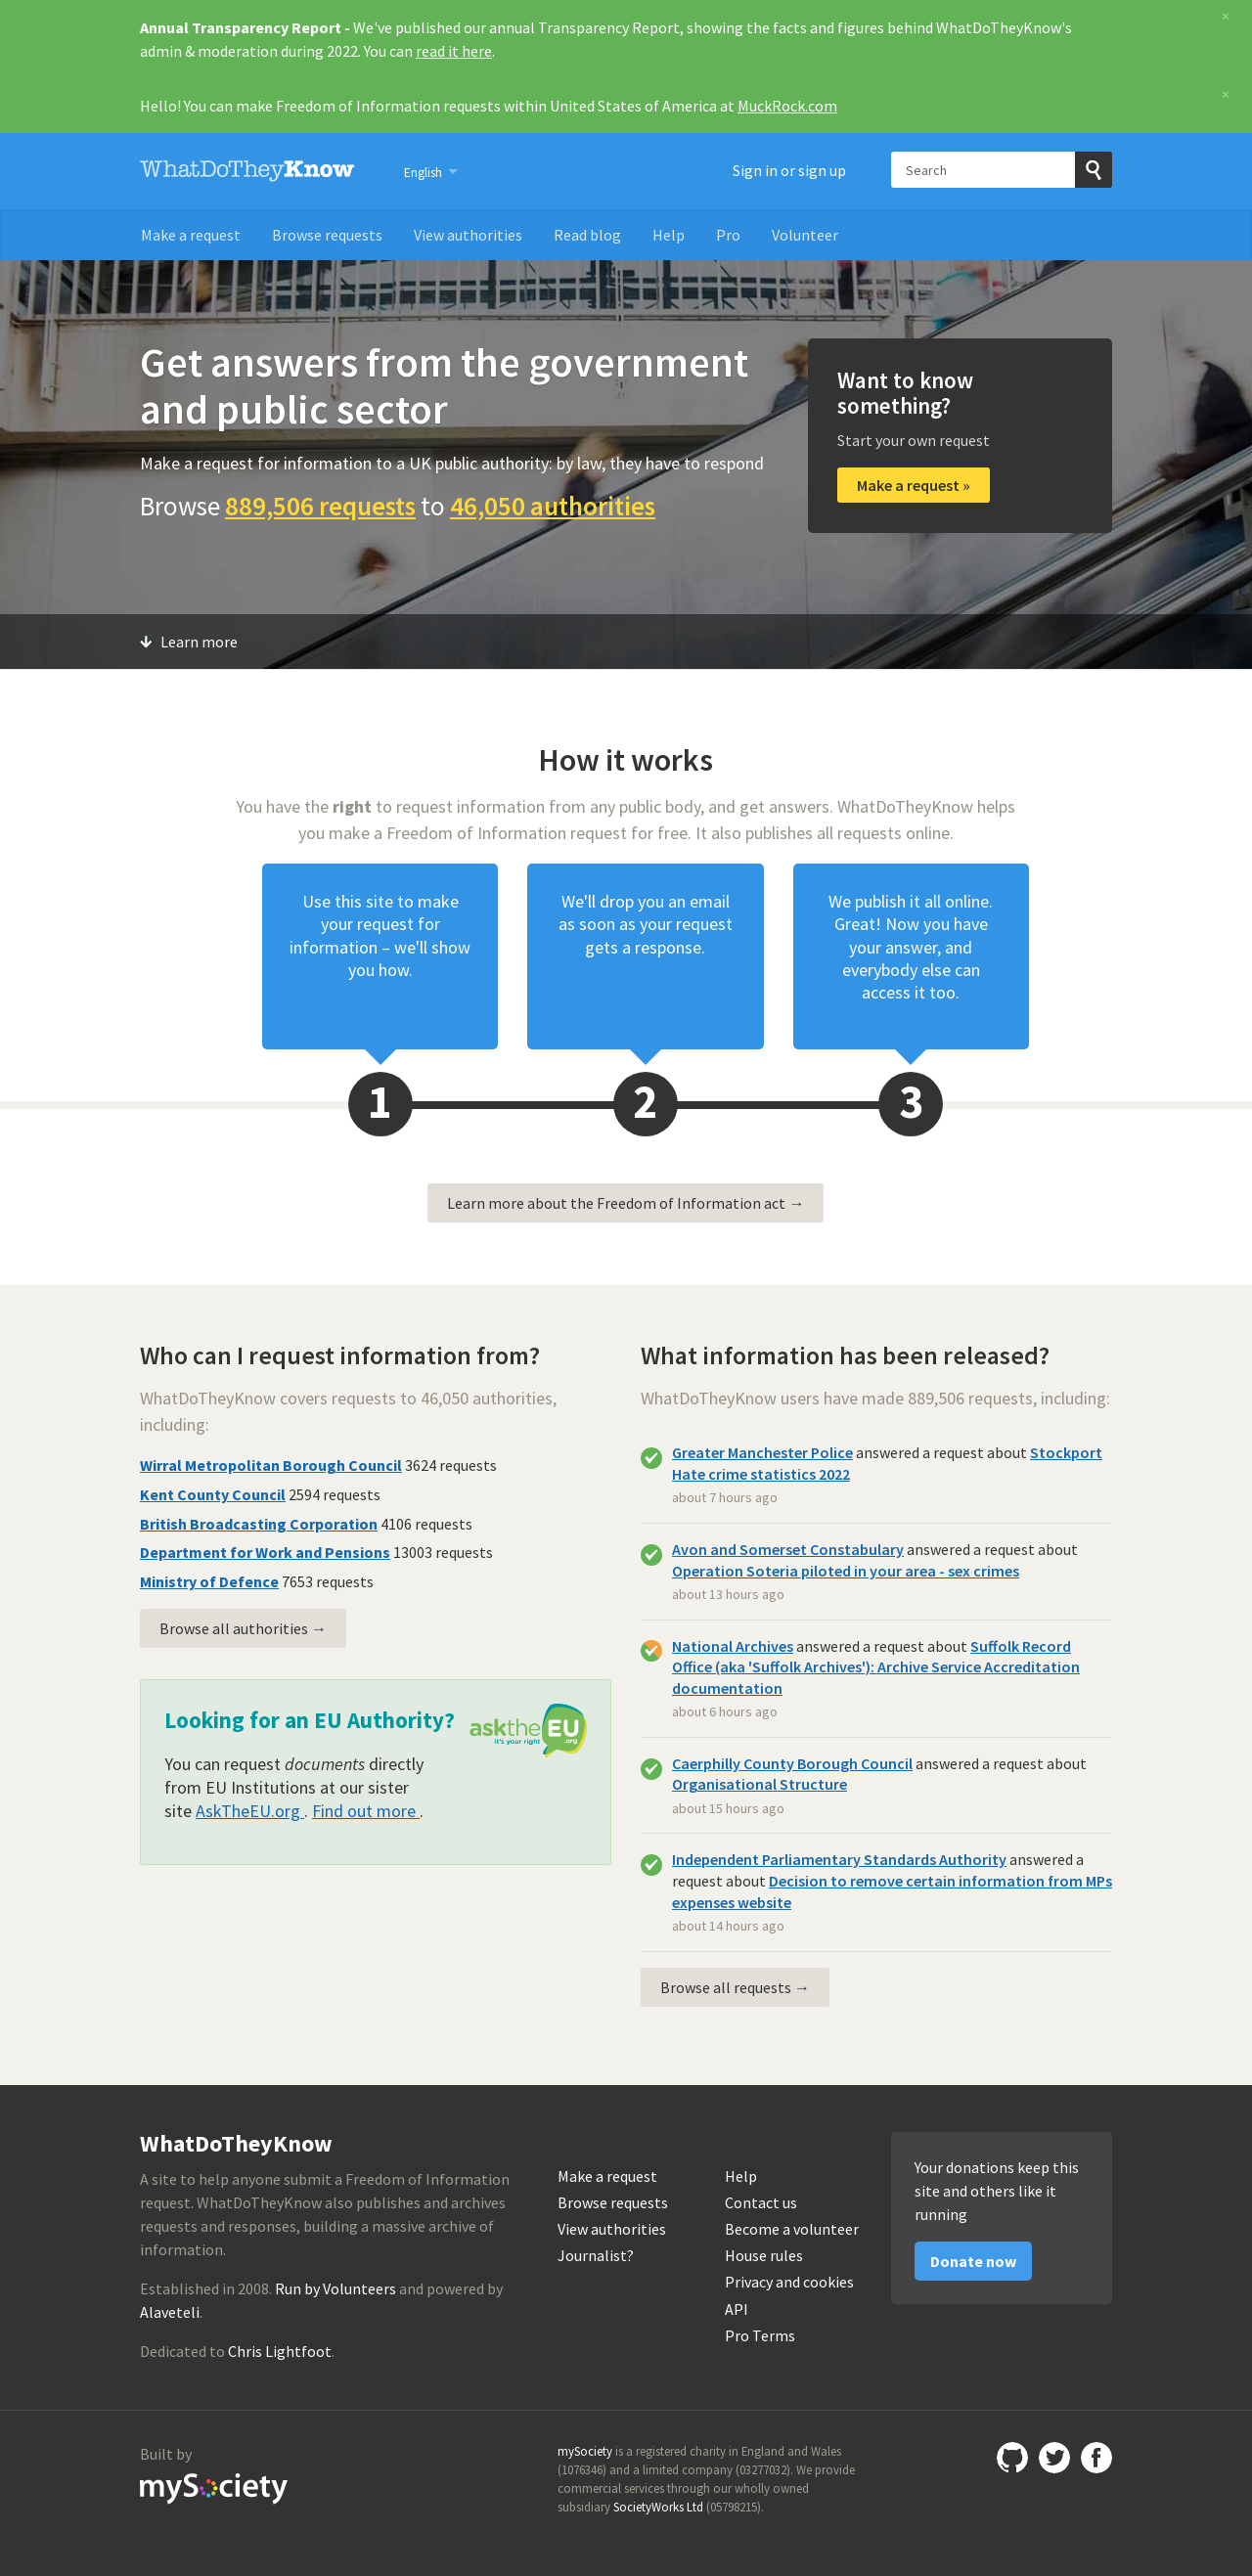 Annual Transparency Report - We've published our annual Transparency Report, showing the facts and figures behind WhatDoTheyKnow's
admin & moderation during 2022. You can read it here.
×
Hello! You can make Freedom of Information requests within United States of America at MuckRock.com
×
WhatDoTheyKnow
English
Sign in or sign up
Search
Make a request
Browse requests
View authorities
Read blog
Help
Pro
Volunteer
Get answers from the government
and public sector
Make a request for information to a UK public authority: by law, they have to respond
Browse 889,506 requests to 46,050 authorities
Want to know
something?
Start your own request
Make a request »
Learn more
How it works
You have the right to request information from any public body, and get answers. WhatDoTheyKnow helps
you make a Freedom of Information request for free. It also publishes all requests online.
Use this site to make
your request for
information – we'll show
you how.
We'll drop you an email
as soon as your request
gets a response.
We publish it all online.
Great! Now you have
your answer, and
everybody else can
access it too.
1
2
3
Learn more about the Freedom of Information act →
Who can I request information from?
WhatDoTheyKnow covers requests to 46,050 authorities,
including:
Wirral Metropolitan Borough Council 3624 requests
Kent County Council 2594 requests
British Broadcasting Corporation 4106 requests
Department for Work and Pensions 13003 requests
Ministry of Defence 7653 requests
Browse all authorities →
Looking for an EU Authority?
asktheEU.org
it's your right
You can request documents directly
from EU Institutions at our sister
site AskTheEU.org . Find out more .
What information has been released?
WhatDoTheyKnow users have made 889,506 requests, including:
Greater Manchester Police answered a request about Stockport
Hate crime statistics 2022
about 7 hours ago
Avon and Somerset Constabulary answered a request about
Operation Soteria piloted in your area - sex crimes
about 13 hours ago
National Archives answered a request about Suffolk Record
Office (aka 'Suffolk Archives'): Archive Service Accreditation
documentation
about 6 hours ago
Caerphilly County Borough Council answered a request about
Organisational Structure
about 15 hours ago
Independent Parliamentary Standards Authority answered a
request about Decision to remove certain information from MPs
expenses website
about 14 hours ago
Browse all requests →
WhatDoTheyKnow
A site to help anyone submit a Freedom of Information
request. WhatDoTheyKnow also publishes and archives
requests and responses, building a massive archive of
information.
Established in 2008. Run by Volunteers and powered by
Alaveteli.
Dedicated to Chris Lightfoot.
Make a request
Browse requests
View authorities
Journalist?
Help
Contact us
Become a volunteer
House rules
Privacy and cookies
API
Pro Terms
Your donations keep this
site and others like it
running
Donate now
Built by
mySociety
mySociety is a registered charity in England and Wales
(1076346) and a limited company (03277032). We provide
commercial services through our wholly owned
subsidiary SocietyWorks Ltd (05798215).